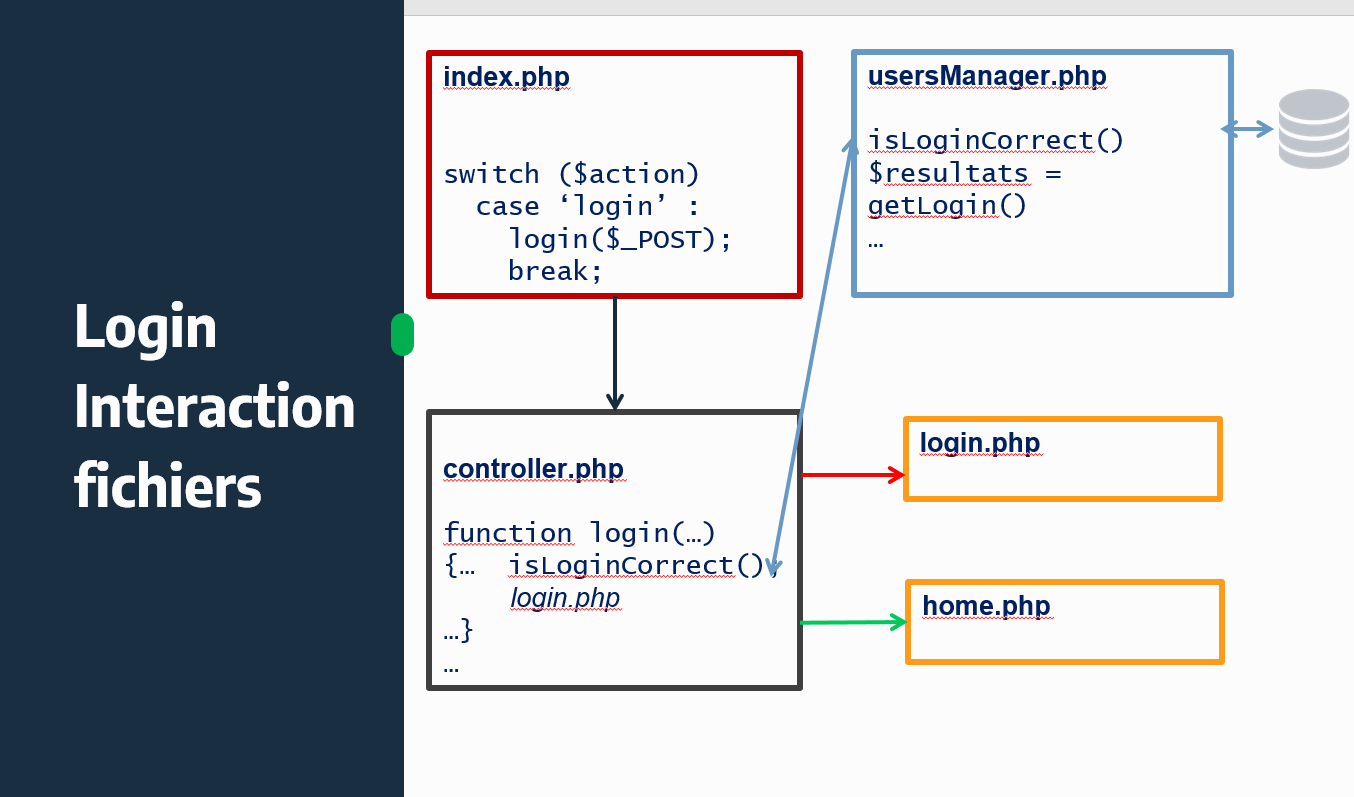 Login
Interaction
fichiers
index.php
switch ($action)
case ‘login’ :
login($_POST);
break;
usersManager.php
isLoginCorrect()
$resultats =
getLogin()
…
controller.php
function login(…)
{… isLoginCorrect();
login.php
…}
…
login.php
home.php